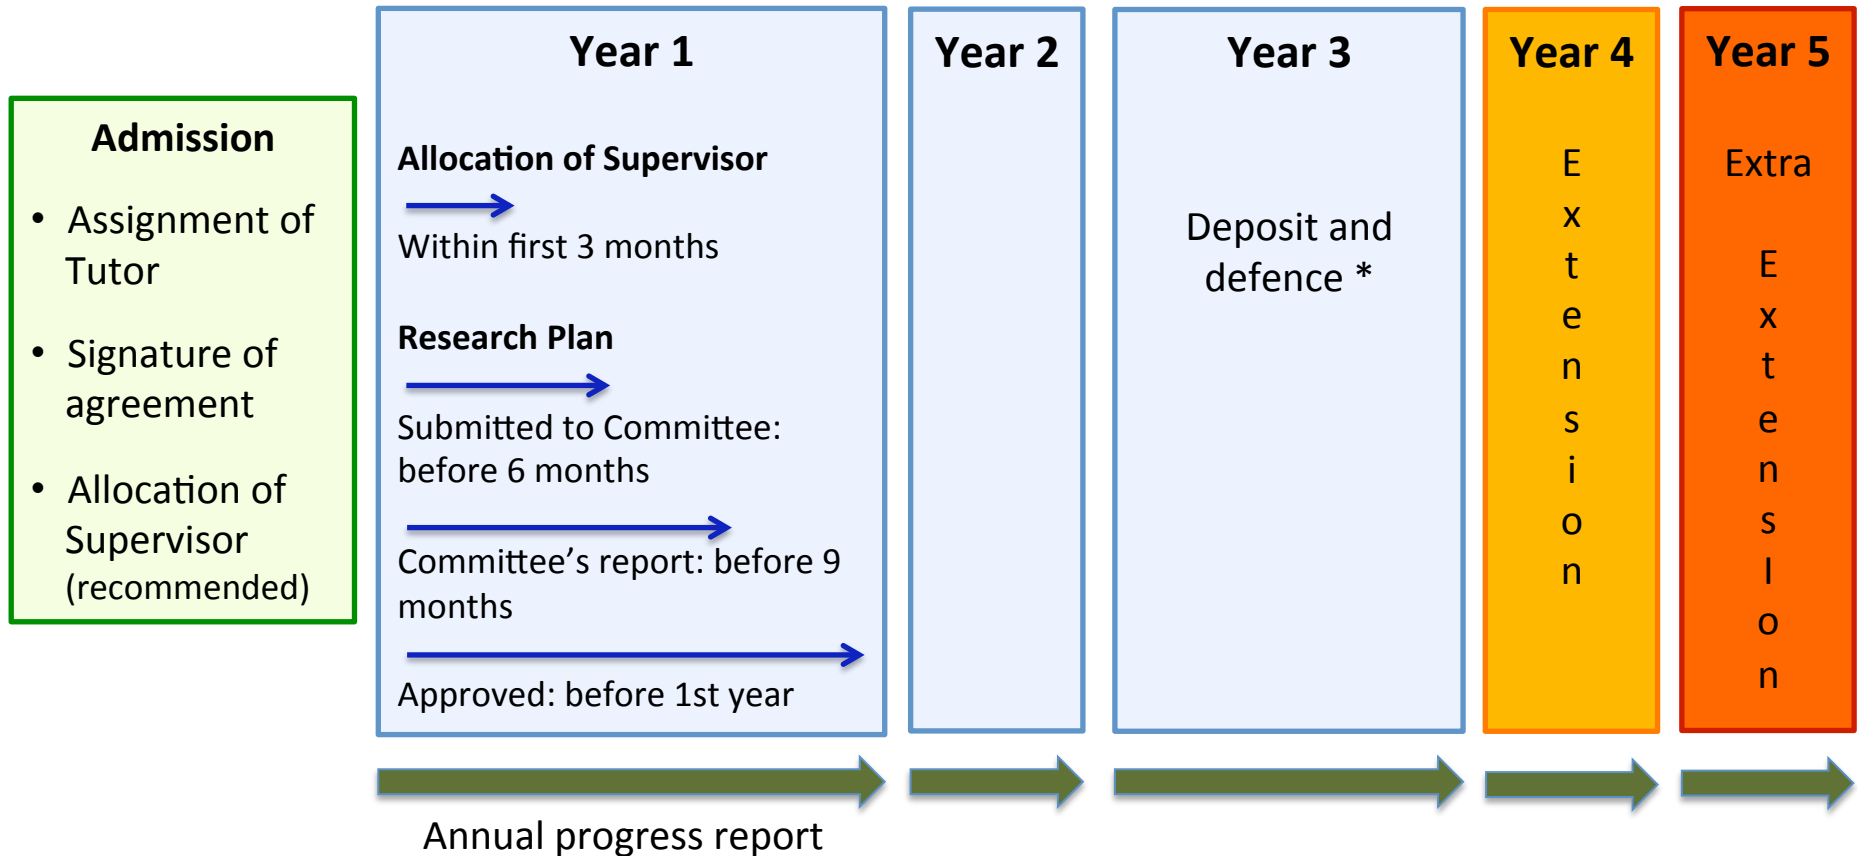 Admission
• Assignment of
Tutor
• Signature of
agreement
• Allocation of
Supervisor
(recommended)
Year 1
Allocation of Supervisor
Within first 3 months
Research Plan
Submitted to Committee:
before 6 months
Committee’s report: before 9
months
Approved: before 1st year
Year 2
Year 3
Deposit and
defence *
Year 4
E
x
t
e
n
s
i
o
n
Year 5
Extra
E
x
t
e
n
s
I
o
n
Annual progress report